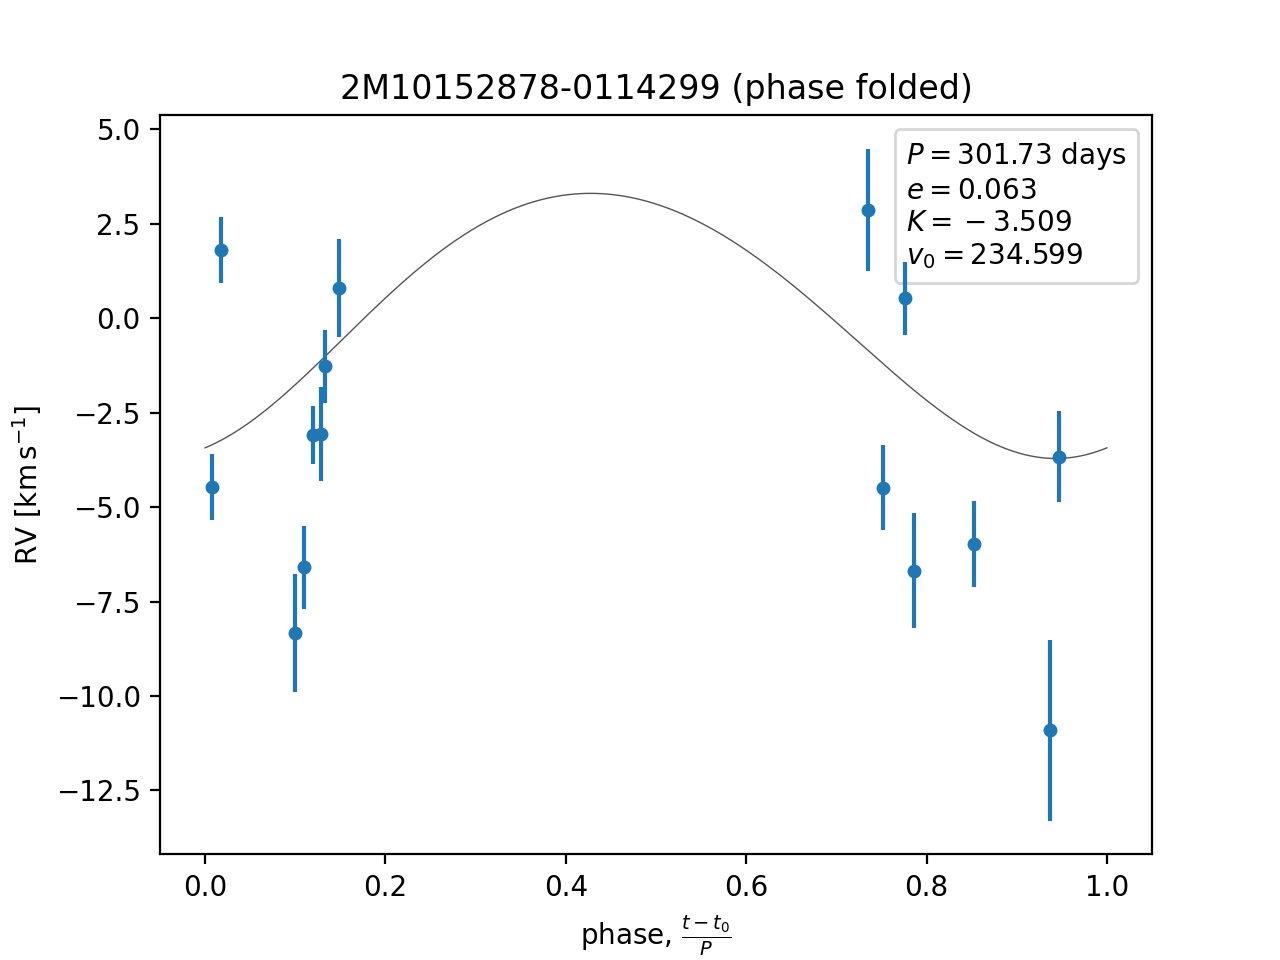 2M10152878-0114299 (phase folded)
P = 301.73 days
e = 0.063
K = −3.509
v₀ = 234.599
5.0
2.5
0.0
−2.5
−5.0
−7.5
−10.0
−12.5
RV [km s⁻¹]
0.0 0.2 0.4 0.6 0.8 1.0
phase, (t − t₀)/P